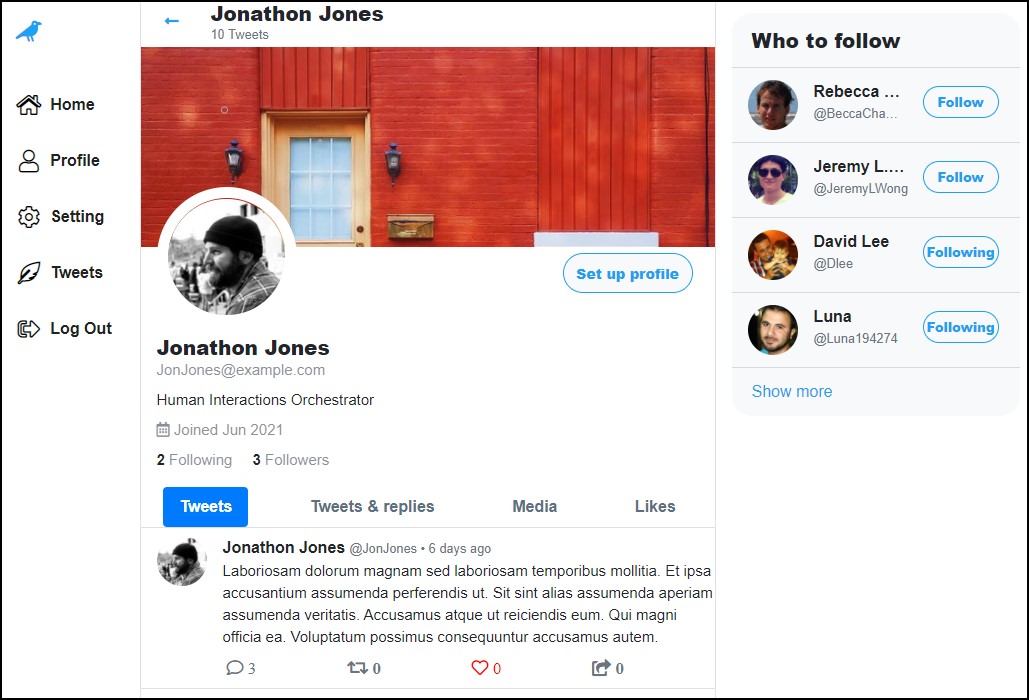 Jonathon Jones
10 Tweets
Home
Profile
Setting
Tweets
Log Out
Set up profile
Jonathon Jones
JonJones@example.com
Human Interactions Orchestrator
Joined Jun 2021
2 Following 3 Followers
Tweets Tweets & replies Media Likes
Jonathon Jones @JonJones • 6 days ago
Laboriosam dolorum magnam sed laboriosam temporibus mollitia. Et ipsa
accusantium assumenda perferendis ut. Sit sint alias assumenda aperiam
assumenda veritatis. Accusamus atque ut reiciendis eum. Qui magni
officia ea. Voluptatum possimus consequuntur accusamus autem.
3 0 0 0
Who to follow
Rebecca ... Follow
@BeccaCha...
Jeremy L.... Follow
@JeremyLWong
David Lee Following
@Dlee
Luna Following
@Luna194274
Show more